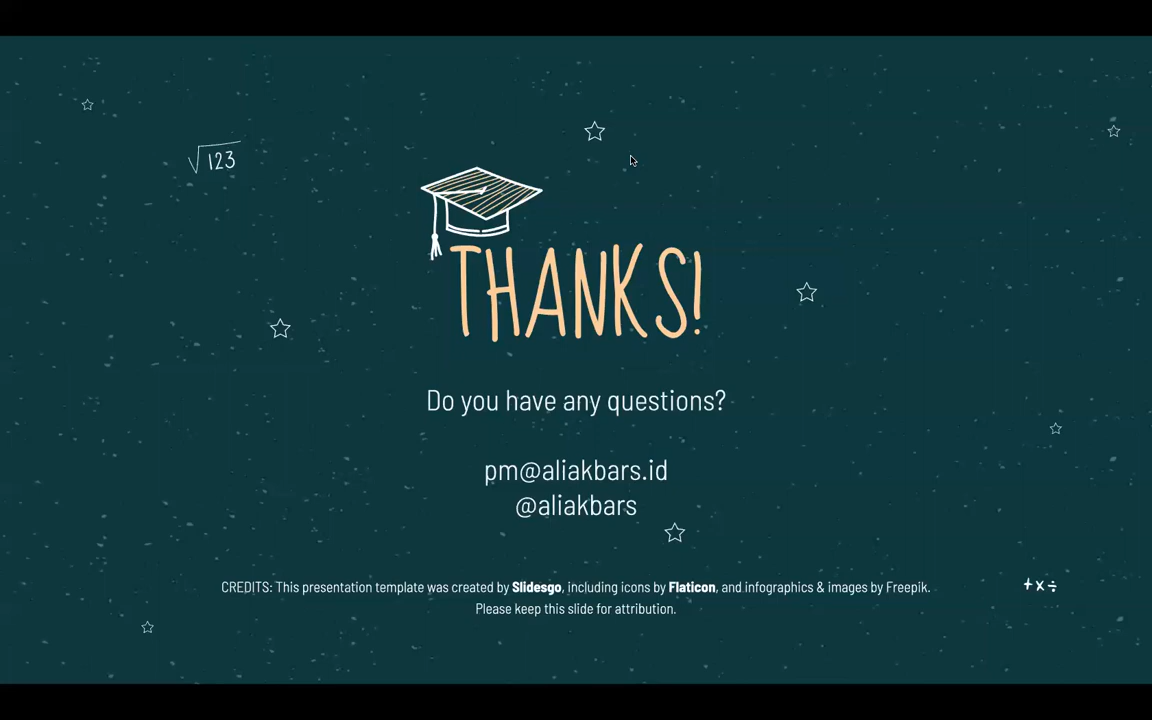 √123
THANKS!
Do you have any questions?
pm@aliakbars.id
@aliakbars
CREDITS: This presentation template was created by Slidesgo, including icons by Flaticon, and infographics & images by Freepik.
Please keep this slide for attribution.
+×÷